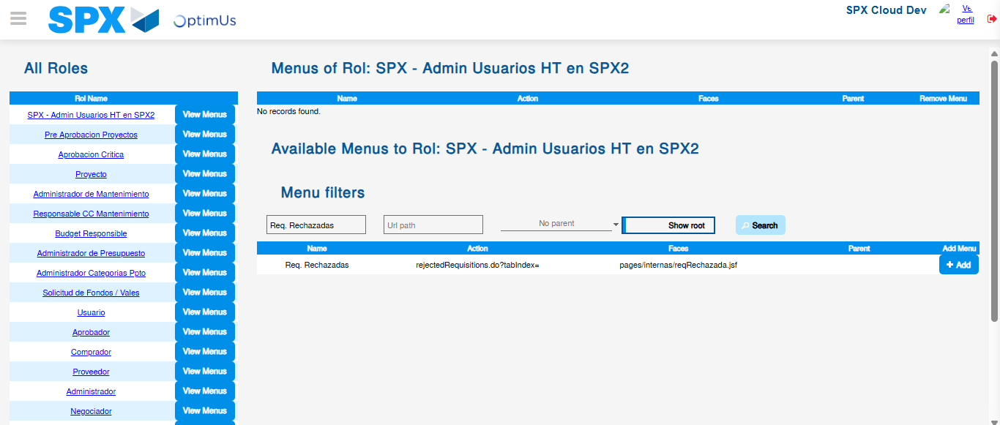 SPX OptimUs
SPX Cloud Dev
Ve
perfil
All Roles
Rol Name
SPX - Admin Usuarios HT en SPX2 View Menus
Pre Aprobacion Proyectos View Menus
Aprobacion Critica View Menus
Proyecto View Menus
Administrador de Mantenimiento View Menus
Responsable CC Mantenimiento View Menus
Budget Responsible View Menus
Administrador de Presupuesto View Menus
Administrador Categorias Ppto View Menus
Solicitud de Fondos / Vales View Menus
Usuario View Menus
Aprobador View Menus
Comprador View Menus
Proveedor View Menus
Administrador View Menus
Negociador View Menus
Menus of Rol: SPX - Admin Usuarios HT en SPX2
Name Action Faces Parent Remove Menu
No records found.
Available Menus to Rol: SPX - Admin Usuarios HT en SPX2
Menu filters
Req. Rechazadas Url path No parent Show root Search
Name Action Faces Parent Add Menu
Req. Rechazadas rejectedRequisitions.do?tabIndex= pages/internas/reqRechazada.jsf + Add